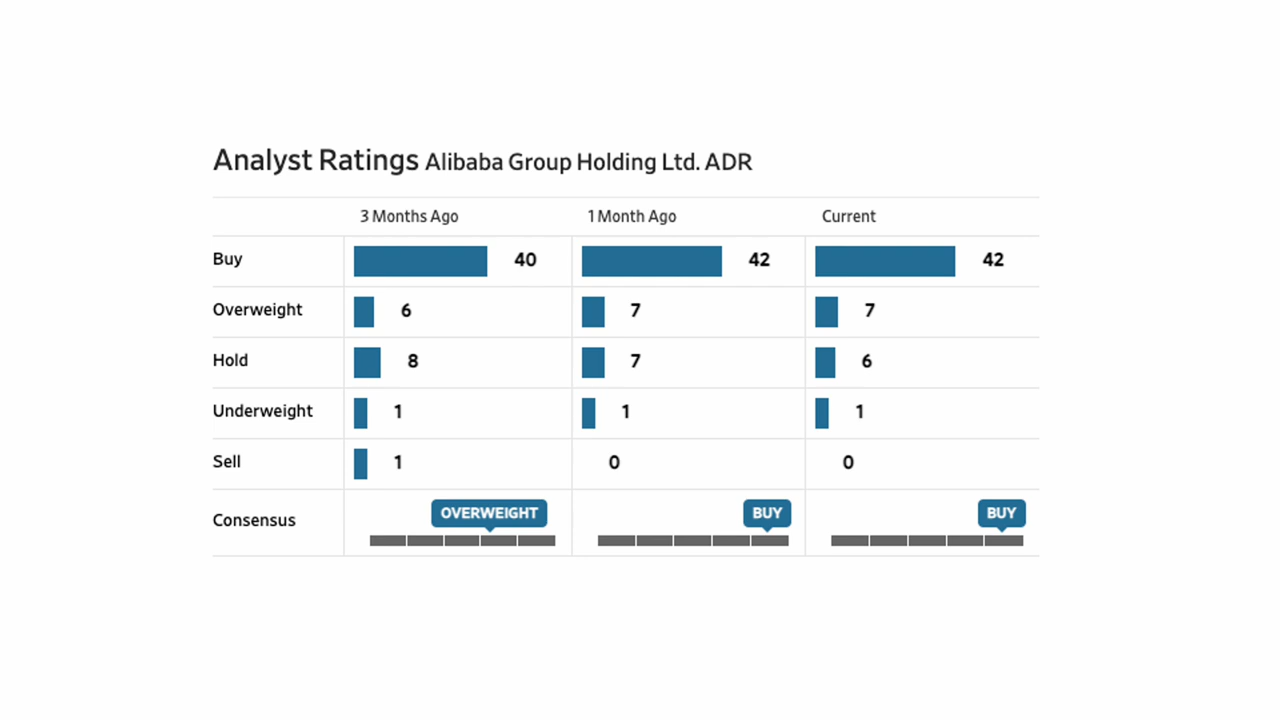 Analyst Ratings Alibaba Group Holding Ltd. ADR
3 Months Ago 1 Month Ago Current
Buy 40 42 42
Overweight 6 7 7
Hold 8 7 6
Underweight 1 1 1
Sell 1 0 0
Consensus OVERWEIGHT BUY BUY